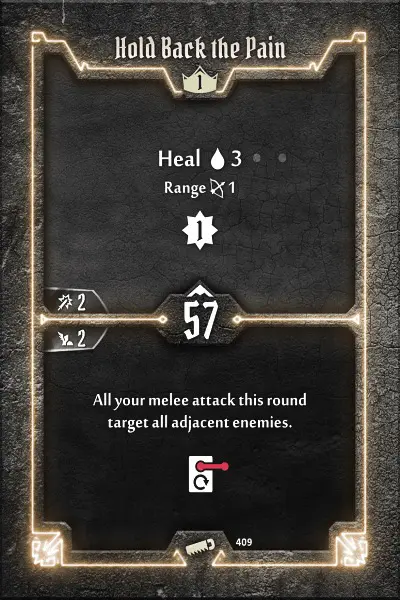 Hold Back the Pain
1
Heal 3
Range 1
1
2
57
2
All your melee attack this round
target all adjacent enemies.
409